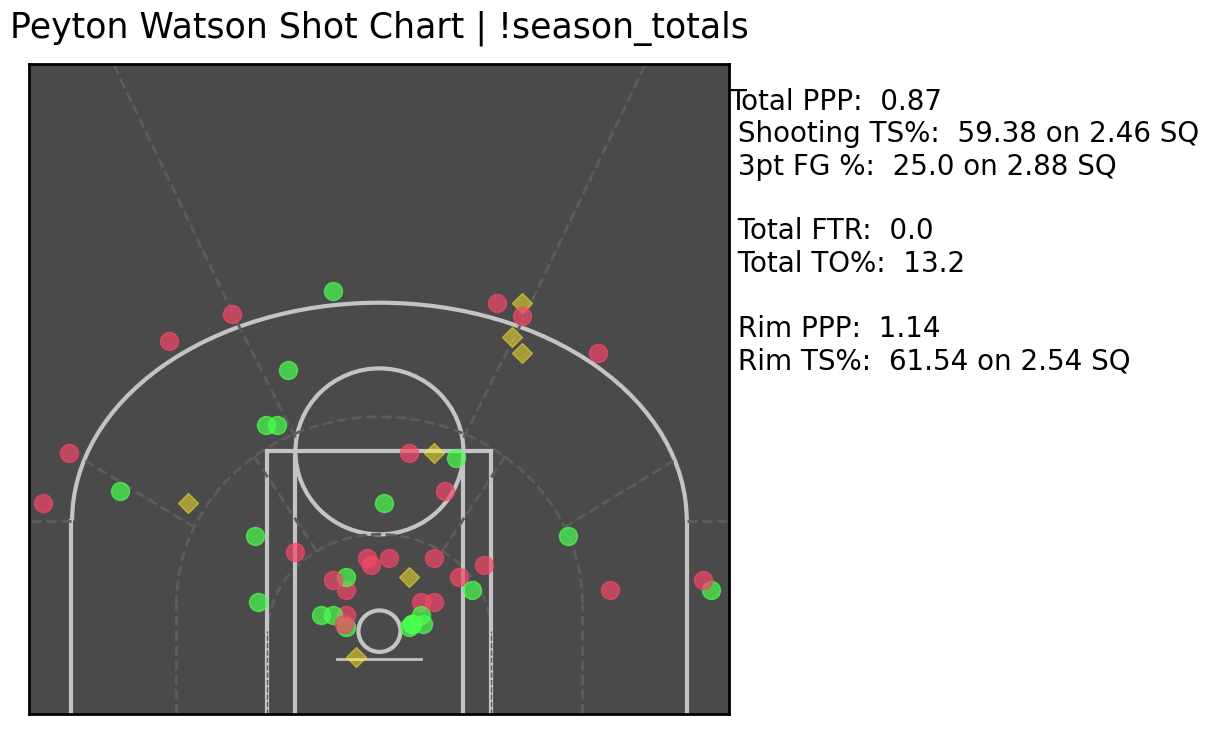 Peyton Watson Shot Chart | !season_totals
Total PPP: 0.87
Shooting TS%: 59.38 on 2.46 SQ
3pt FG %: 25.0 on 2.88 SQ
Total FTR: 0.0
Total TO%: 13.2
Rim PPP: 1.14
Rim TS%: 61.54 on 2.54 SQ